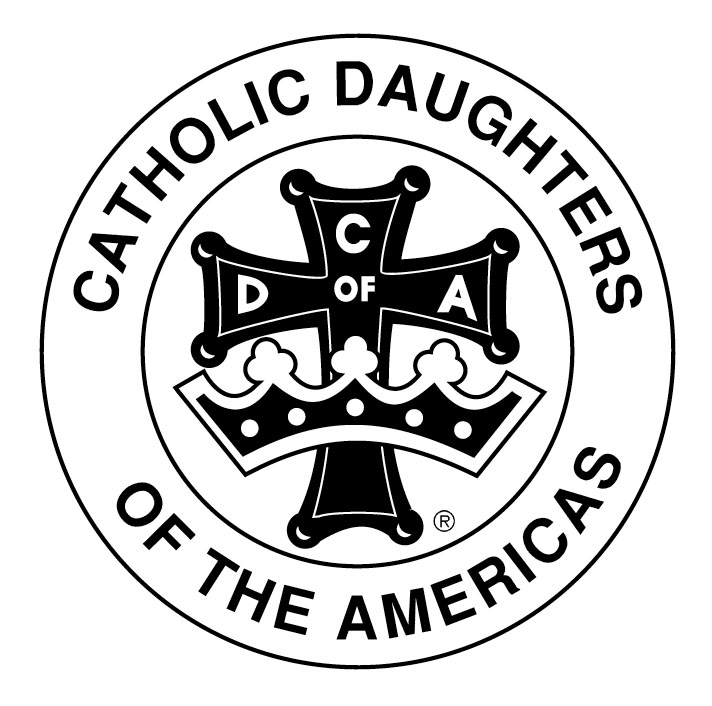 CATHOLIC DAUGHTERS
C
D OF A
®
OF THE AMERICAS